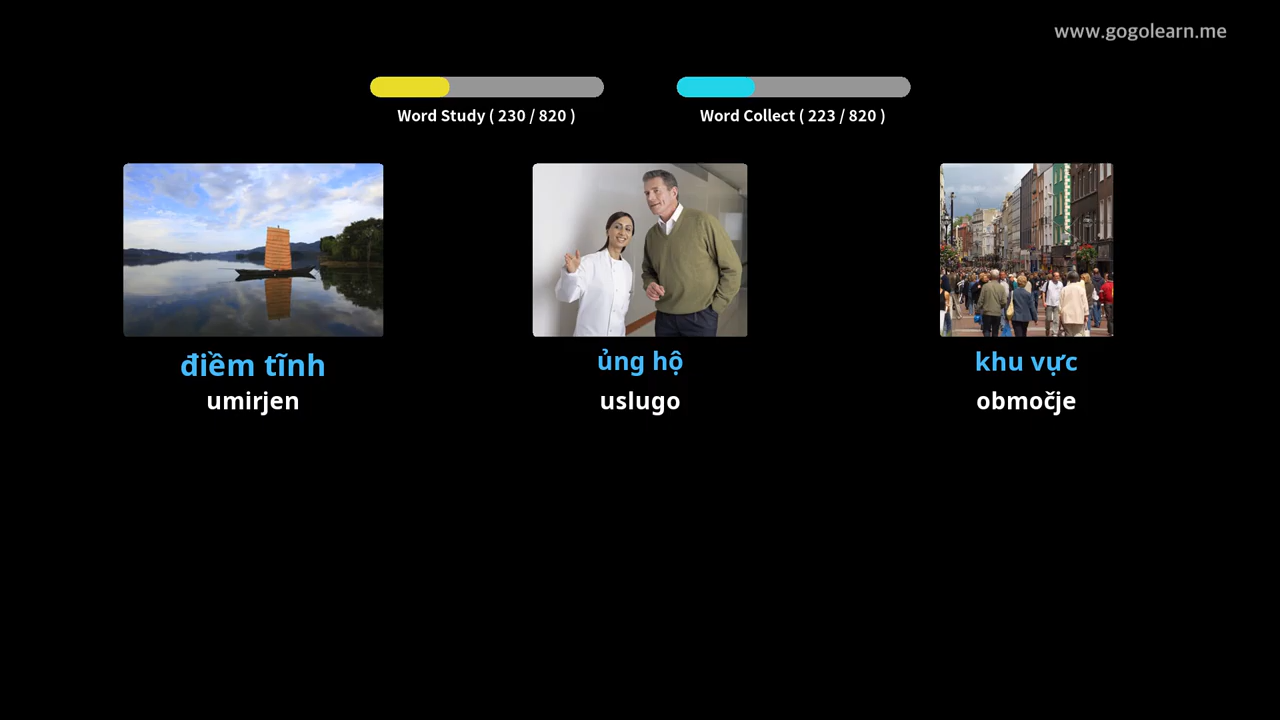 www.gogolearn.me
Word Study ( 230 / 820 )
Word Collect ( 223 / 820 )
điềm tĩnh
umirjen
ủng hộ
uslugo
khu vực
območje